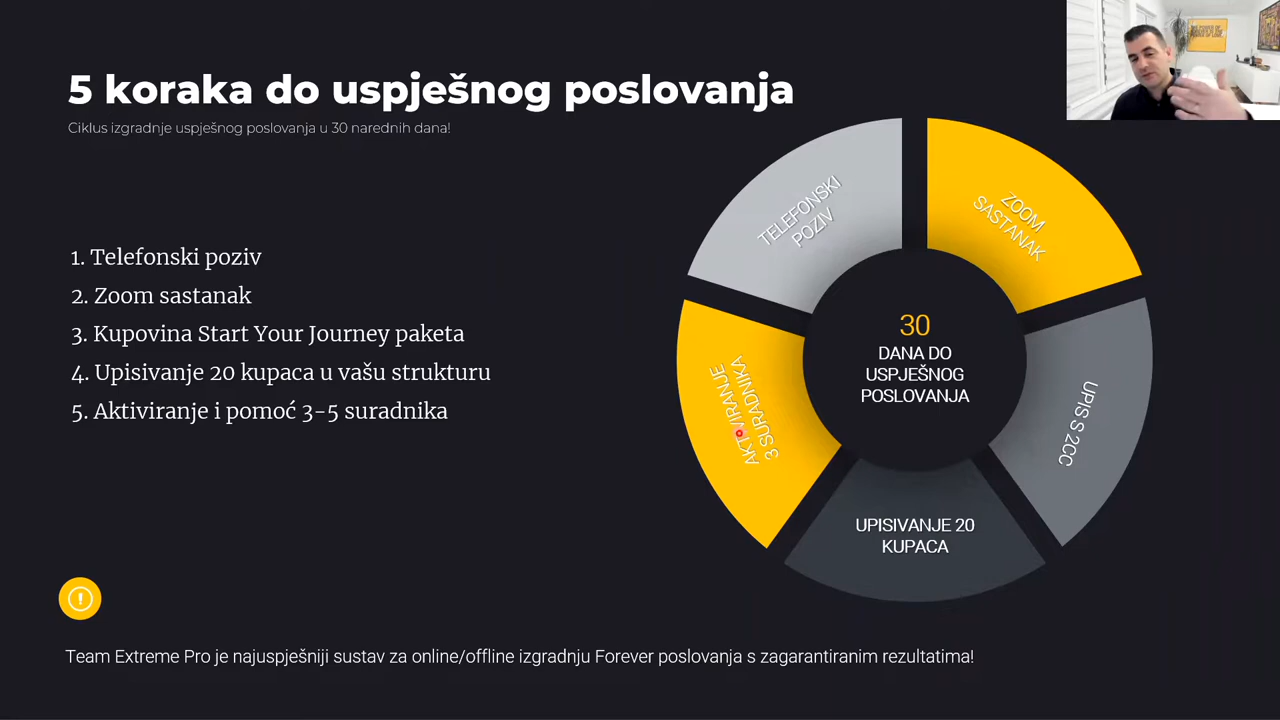 5 koraka do uspješnog poslovanja
Ciklus izgradnje uspješnog poslovanja u 30 narednih dana!
1. Telefonski poziv
2. Zoom sastanak
3. Kupovina Start Your Journey paketa
4. Upisivanje 20 kupaca u vašu strukturu
5. Aktiviranje i pomoć 3-5 suradnika
TELEFONSKI
POZIV
ZOOM
SASTANAK
UPIS S 2CC
UPISIVANJE 20
KUPACA
AKTIVIRANJE
3 SURADNIKA
30
DANA DO
USPJEŠNOG
POSLOVANJA
Team Extreme Pro je najuspješniji sustav za online/offline izgradnju Forever poslovanja s zagarantiranim rezultatima!